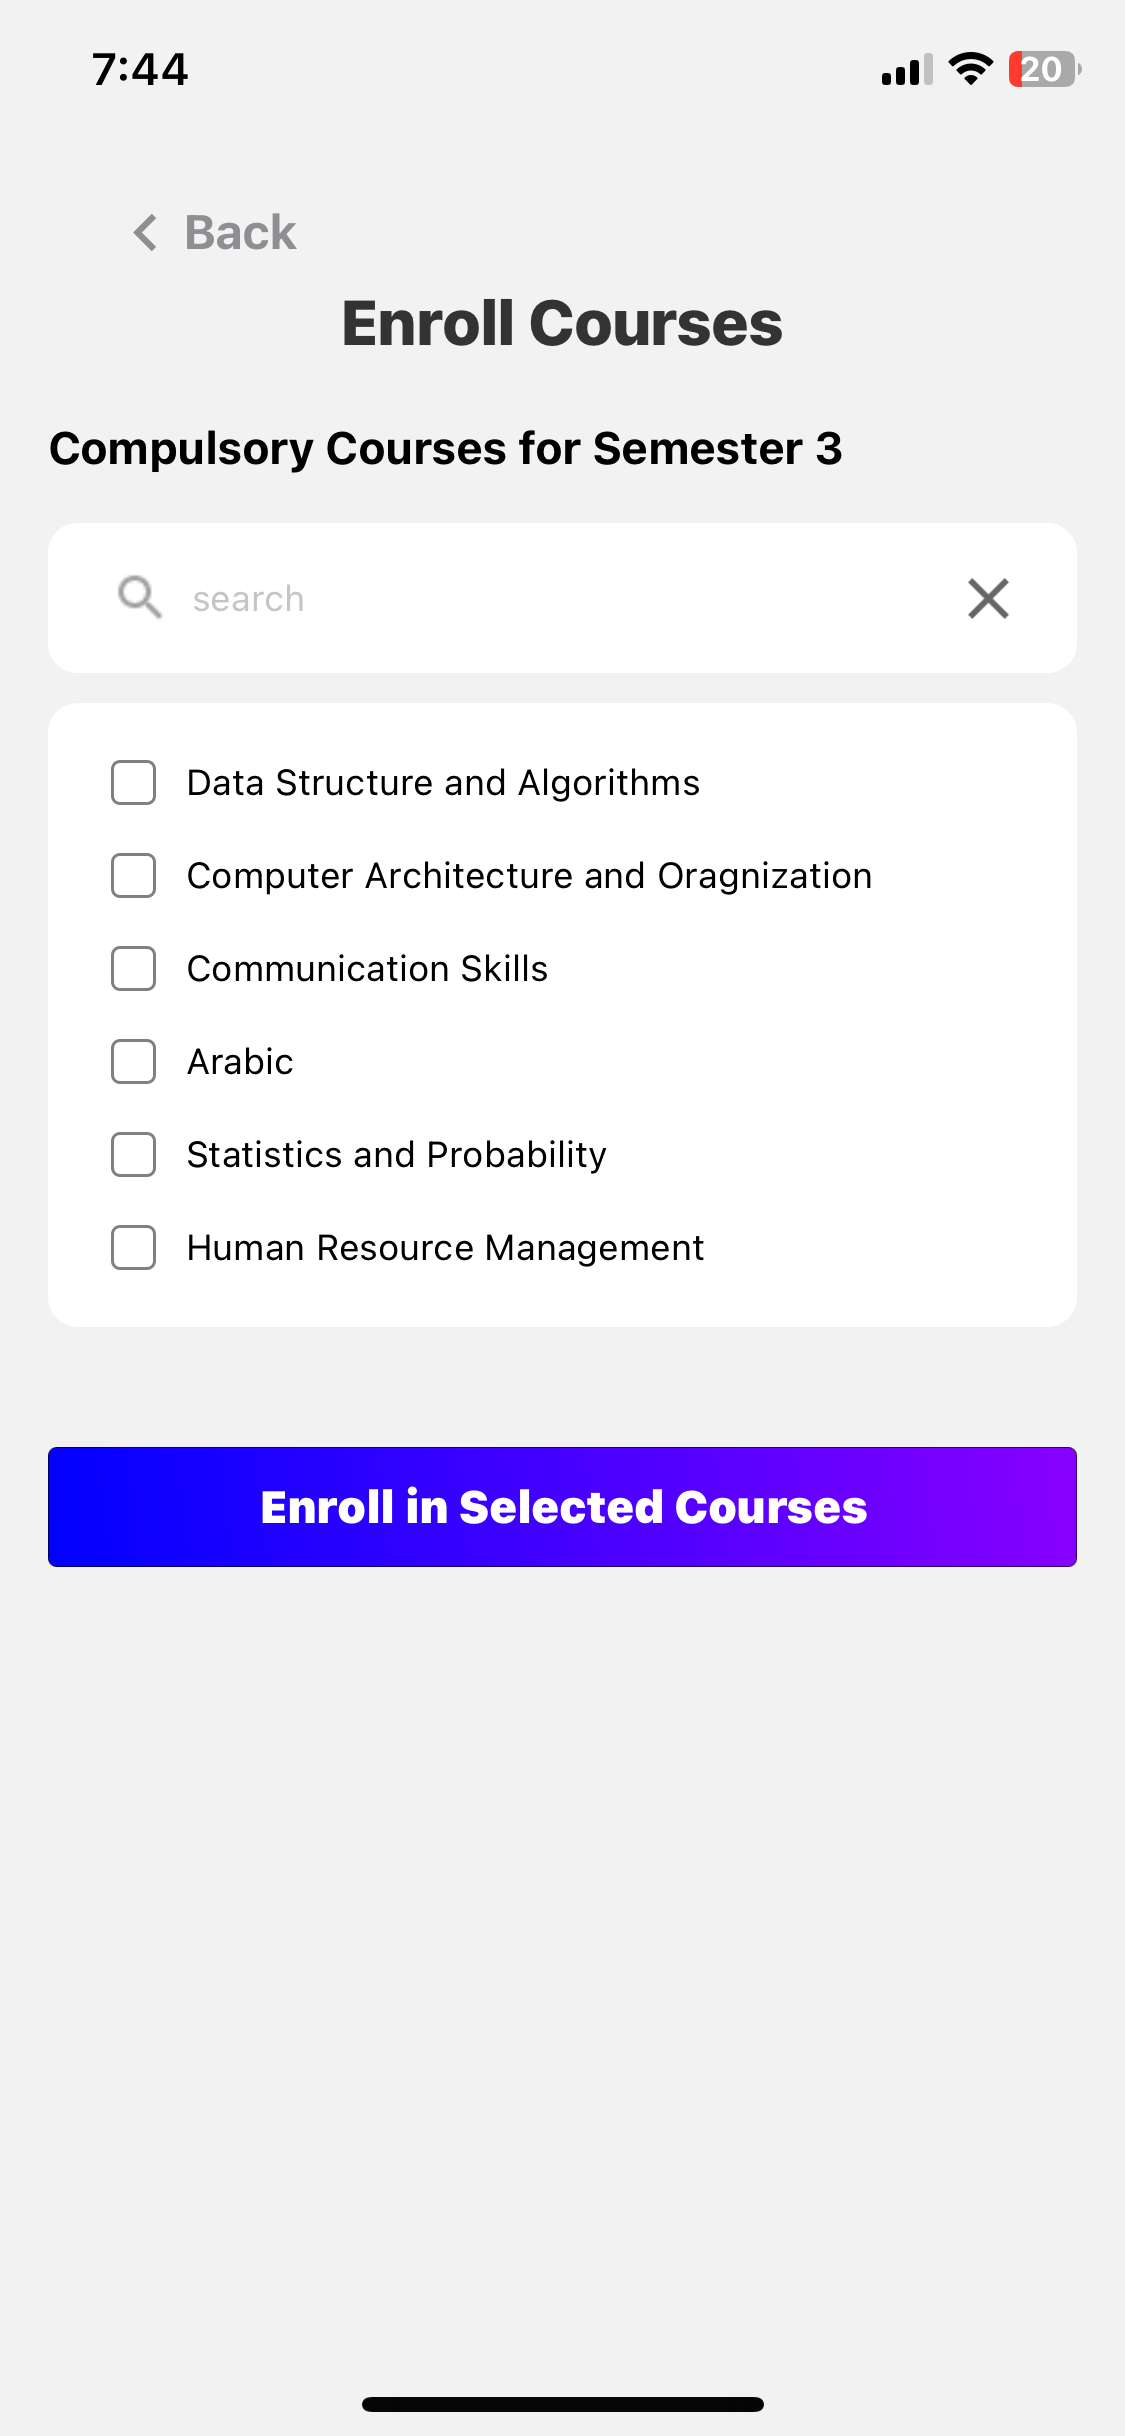 7:44
20
Back
Enroll Courses
Compulsory Courses for Semester 3
search
Data Structure and Algorithms
Computer Architecture and Oragnization
Communication Skills
Arabic
Statistics and Probability
Human Resource Management
Enroll in Selected Courses